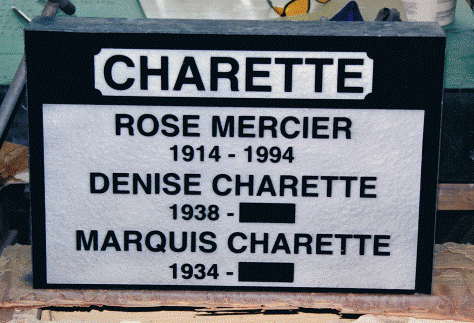 CHARETTE
ROSE MERCIER
1914 - 1994
DENISE CHARETTE
1938 -
MARQUIS CHARETTE
1934 -